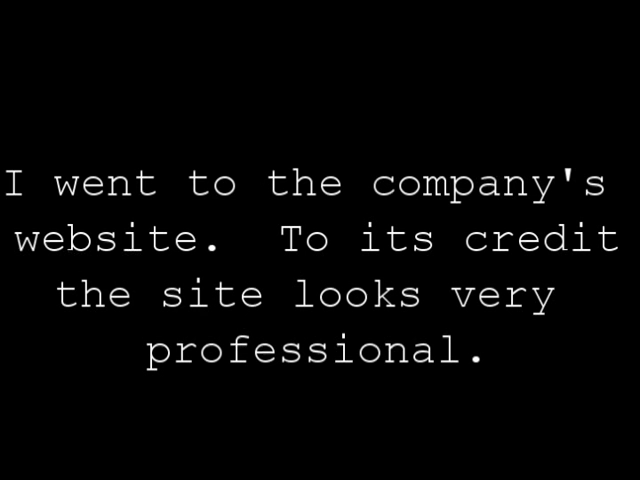 I went to the company's
website.  To its credit
the site looks very
professional.